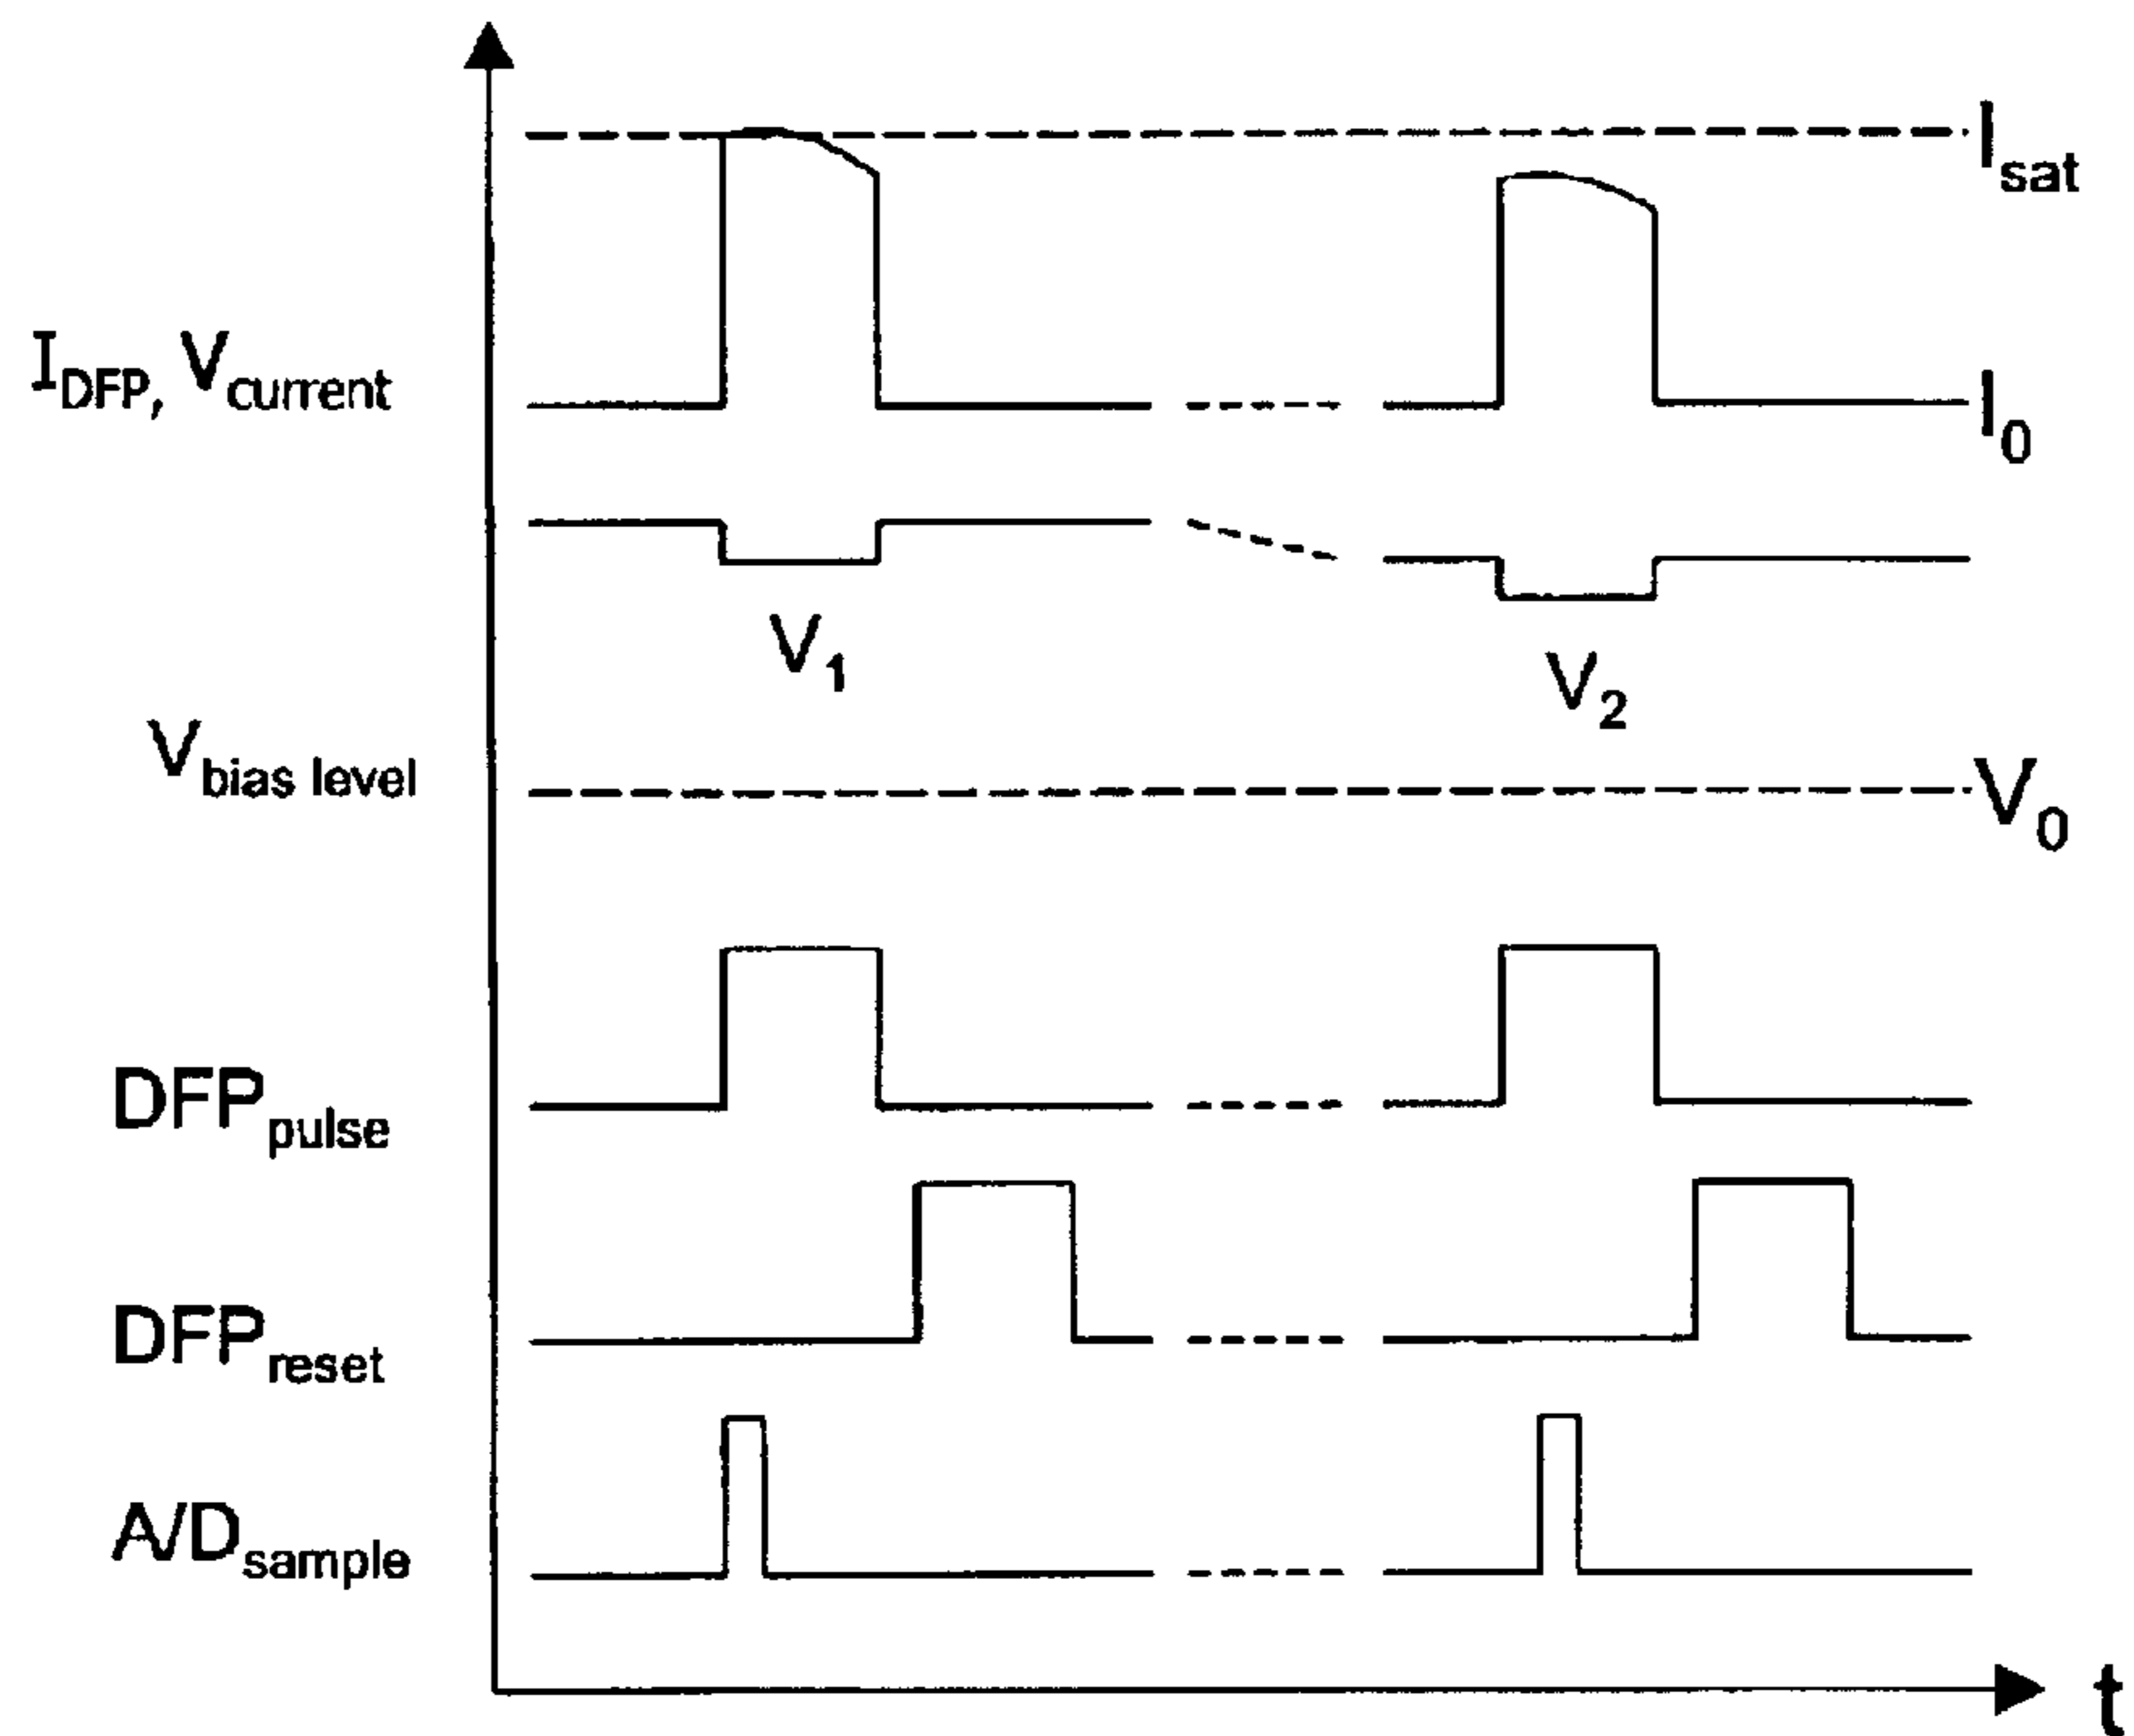 I_sat
I_DFP, V_current
I_0
V_1
V_2
V_bias level
V_0
DFP_pulse
DFP_reset
A/D_sample
t